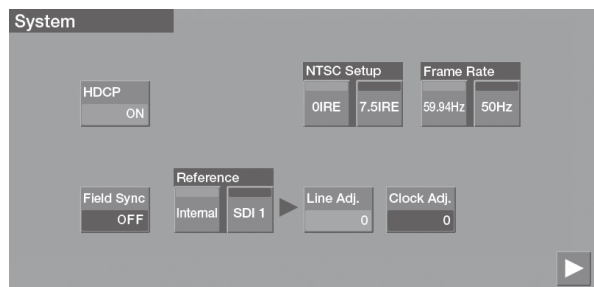 System
NTSC Setup
Frame Rate
HDCP
ON
0IRE
7.5IRE
59.94Hz
50Hz
Reference
Field Sync
OFF
Internal
SDI 1
Line Adj.
0
Clock Adj.
0